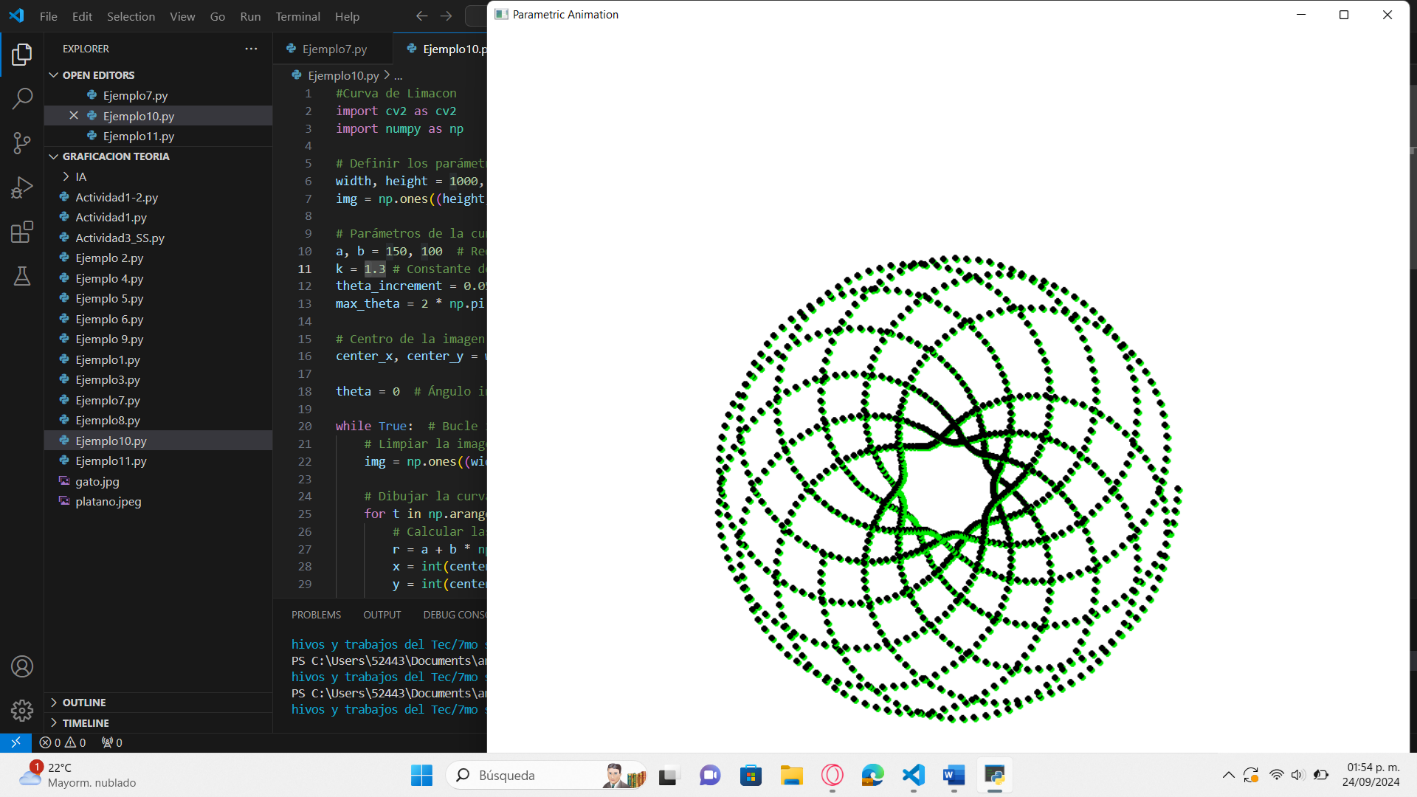 File Edit Selection View Go Run Terminal Help
Parametric Animation
EXPLORER
OPEN EDITORS
Ejemplo7.py
Ejemplo10.py
Ejemplo11.py
GRAFICACION TEORIA
IA
Actividad1-2.py
Actividad1.py
Actividad3_SS.py
Ejemplo 2.py
Ejemplo 4.py
Ejemplo 5.py
Ejemplo 6.py
Ejemplo 9.py
Ejemplo1.py
Ejemplo3.py
Ejemplo7.py
Ejemplo8.py
Ejemplo10.py
Ejemplo11.py
gato.jpg
platano.jpeg
OUTLINE
TIMELINE
Ejemplo7.py Ejemplo10.p
Ejemplo10.py > ...
1 #Curva de Limacon
2 import cv2 as cv2
3 import numpy as np
4
5 # Definir los parámet
6 width, height = 1000,
7 img = np.ones((height
8
9 # Parámetros de la cu
10 a, b = 150, 100 # Re
11 k = 1.3 # Constante d
12 theta_increment = 0.0
13 max_theta = 2 * np.pi
14
15 # Centro de la imagen
16 center_x, center_y =
17
18 theta = 0 # Ángulo i
19
20 while True: # Bucle
21 # Limpiar la image
22 img = np.ones((wi
23
24 # Dibujar la curv
25 for t in np.arang
26 # Calcular la
27 r = a + b * n
28 x = int(cente
29 y = int(cente
PROBLEMS OUTPUT DEBUG CONS
hivos y trabajos del Tec/7mo s
PS C:\Users\52443\Documents\a
hivos y trabajos del Tec/7mo s
PS C:\Users\52443\Documents\a
hivos y trabajos del Tec/7mo s
0 0 0
1
22°C
Mayorm. nublado
Búsqueda
01:54 p. m.
24/09/2024